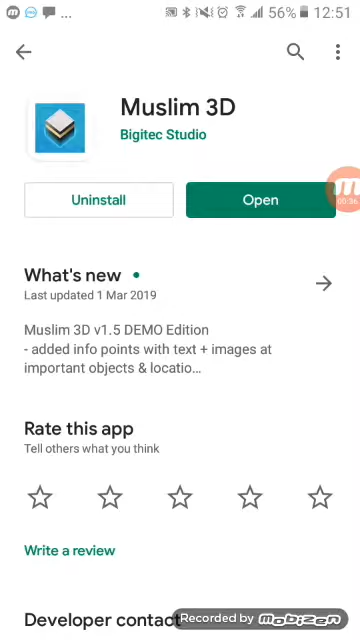 ... 56% 12:51
Muslim 3D
Bigitec Studio
Uninstall
Open
00:36
What's new
Last updated 1 Mar 2019
Muslim 3D v1.5 DEMO Edition
- added info points with text + images at
important objects & locatio...
Rate this app
Tell others what you think
Write a review
Developer contact
Recorded by mobizen